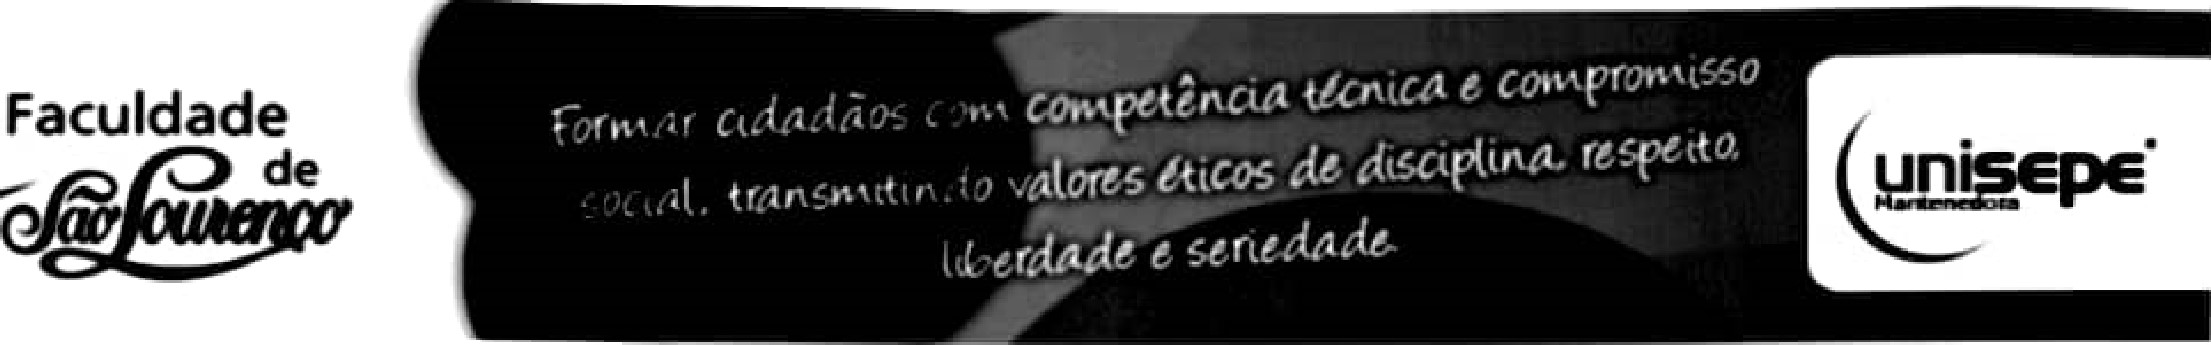 Faculdade
de
São Lourenço
Formar cidadãos com competência técnica e compromisso
social, transmitindo valores éticos de disciplina, respeito,
liberdade e seriedade.
unisepe
Mantenedora